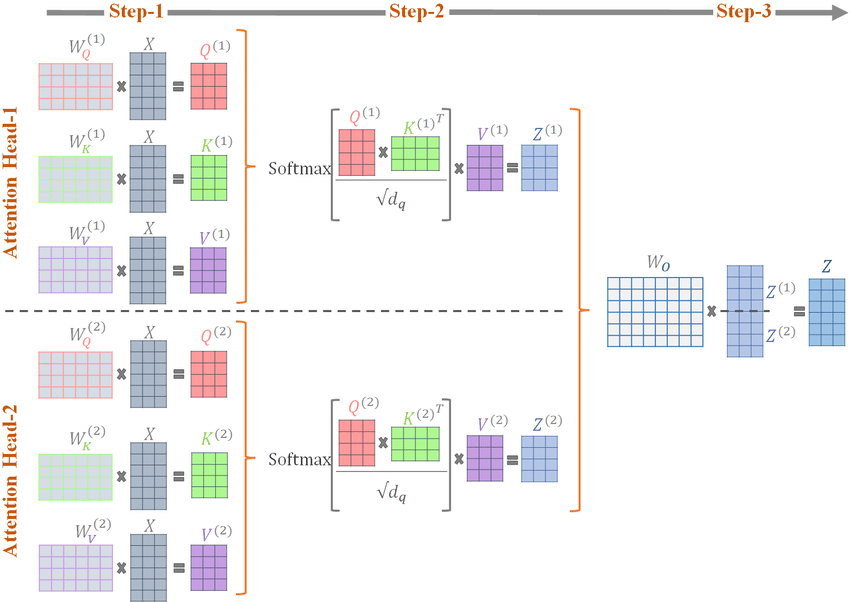 Step-1 Step-2 Step-3
Attention Head-1
W_Q^(1) × X = Q^(1)
W_K^(1) × X = K^(1)
W_V^(1) × X = V^(1)
Softmax [ Q^(1) × K^(1)^T / √d_q ] × V^(1) = Z^(1)
Attention Head-2
W_Q^(2) × X = Q^(2)
W_K^(2) × X = K^(2)
W_V^(2) × X = V^(2)
Softmax [ Q^(2) × K^(2)^T / √d_q ] × V^(2) = Z^(2)
W_O × Z^(1) Z^(2) = Z